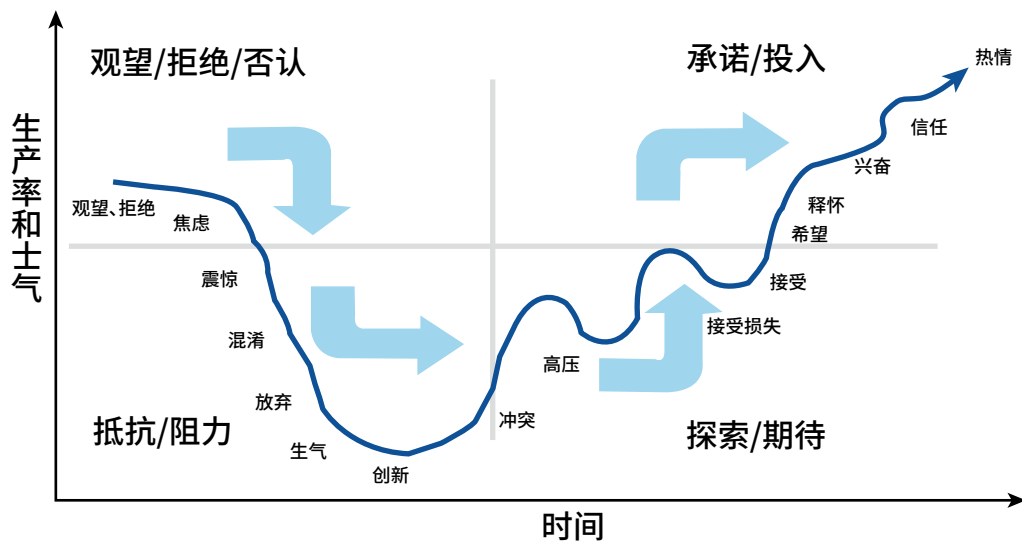 观望/拒绝/否认
承诺/投入
热情
信任
兴奋
释怀
希望
接受
接受损失
生产率和士气
观望、拒绝
焦虑
震惊
混淆
放弃
生气
创新
冲突
高压
抵抗/阻力
探索/期待
时间